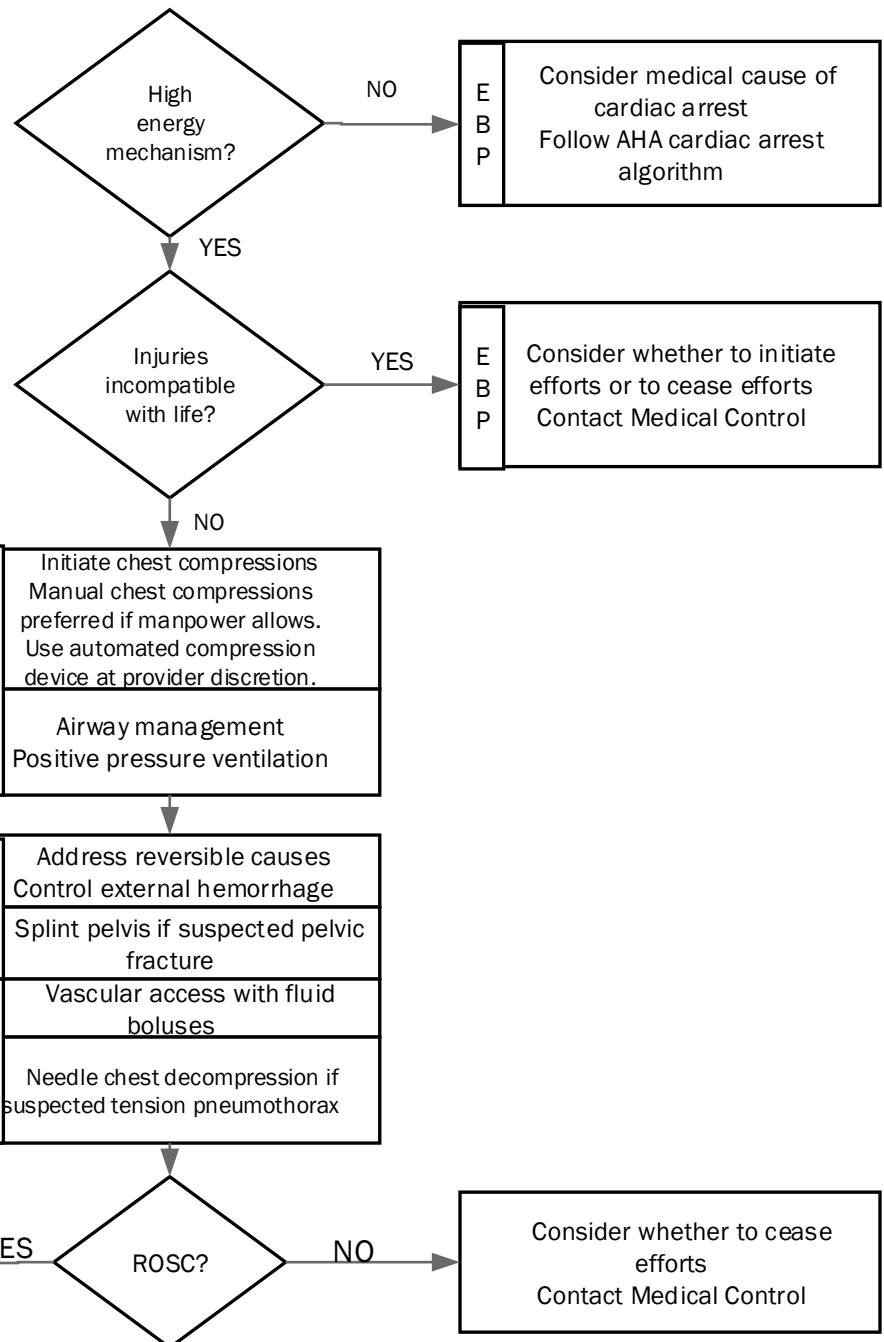 High
energy
mechanism?
NO
E
B
P
Consider medical cause of
cardiac arrest
Follow AHA cardiac arrest
algorithm
YES
Injuries
incompatible
with life?
YES
E
B
P
Consider whether to initiate
efforts or to cease efforts
Contact Medical Control
NO
Initiate chest compressions
Manual chest compressions
preferred if manpower allows.
Use automated compression
device at provider discretion.
Airway management
Positive pressure ventilation
Address reversible causes
Control external hemorrhage
Splint pelvis if suspected pelvic
fracture
Vascular access with fluid
boluses
Needle chest decompression if
suspected tension pneumothorax
ES
ROSC?
NO
Consider whether to cease
efforts
Contact Medical Control